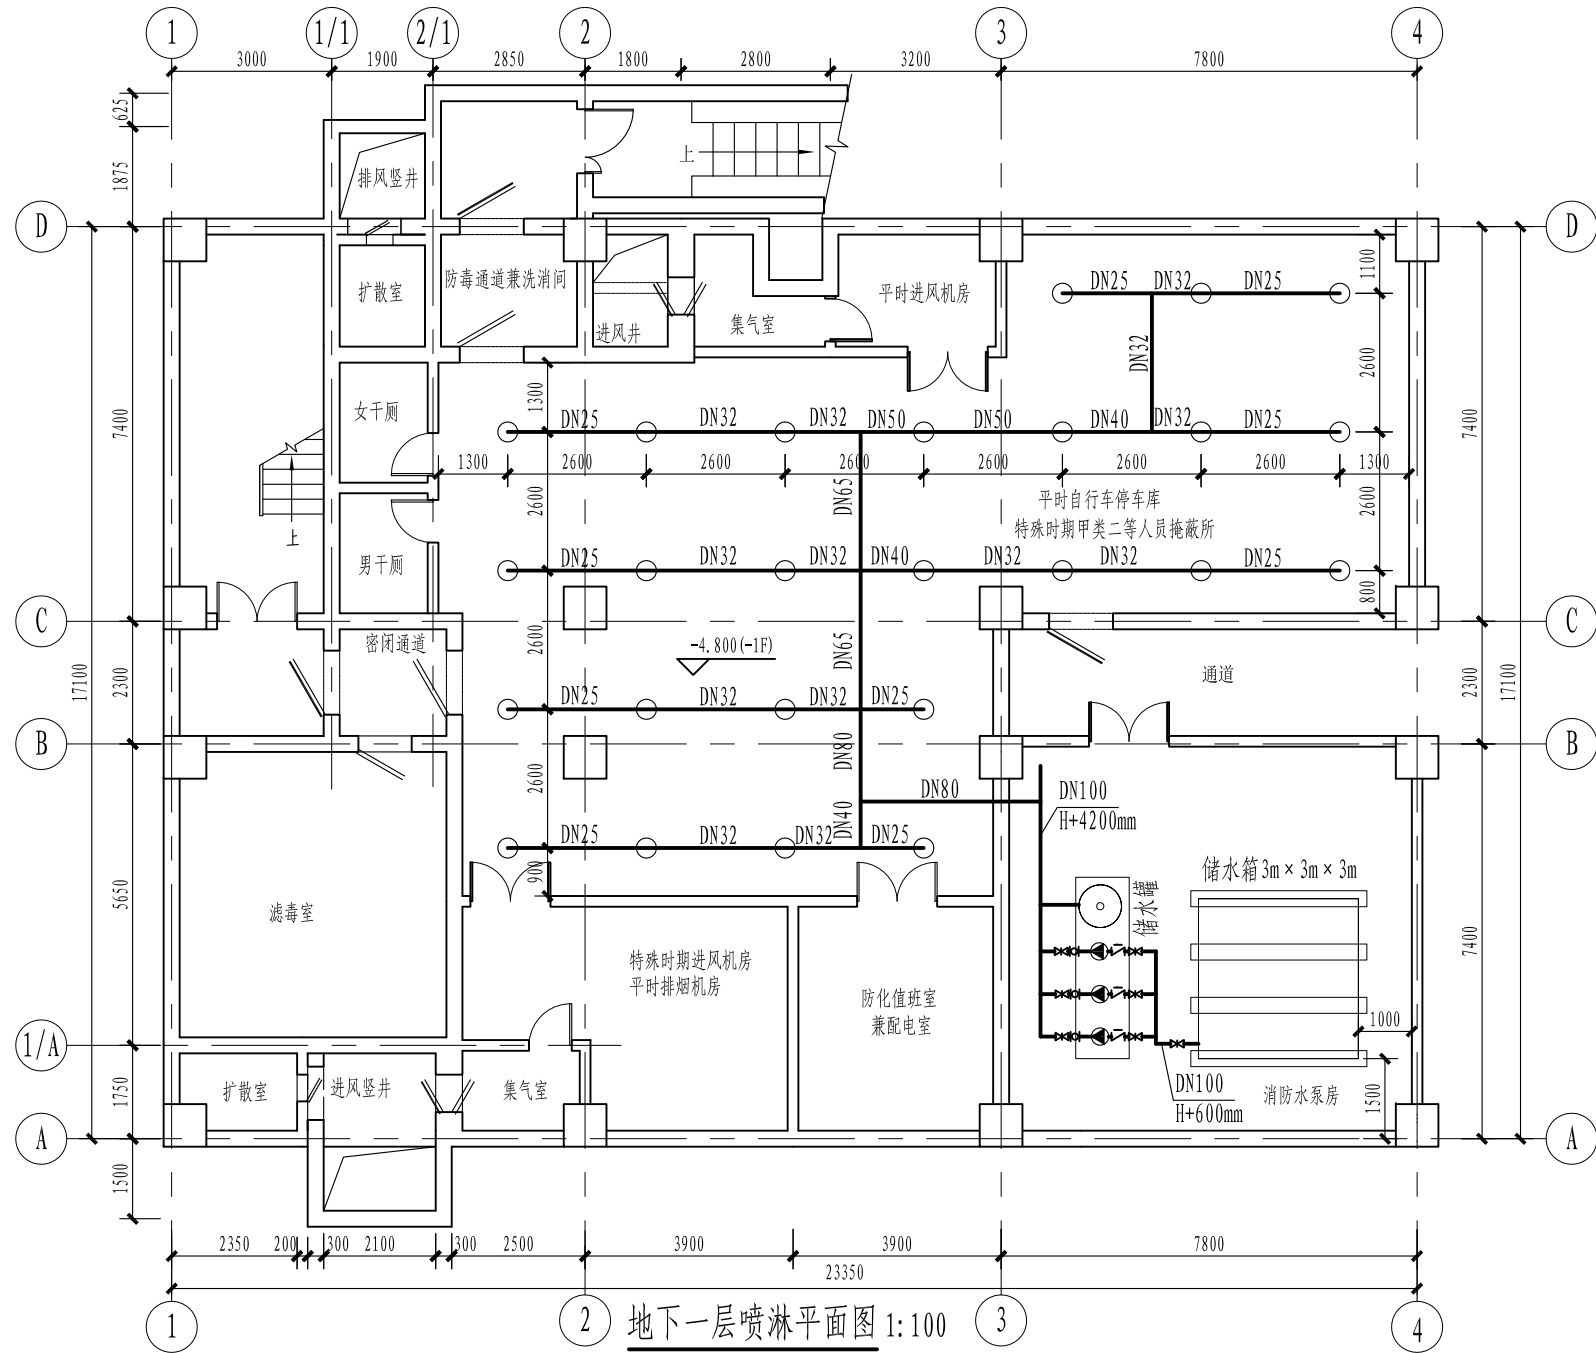 1 1/1 2/1 2 3 4
3000 1900 2850 1800 2800 3200 7800
625
1875
上
排风竖井
D D
扩散室
防毒通道兼洗消间
进风井
集气室
平时进风机房
DN25 DN32 DN25
1100
2600
DN32
女干厕
1300
7400
7400
DN25 DN32 DN32 DN50 DN50 DN40 DN32 DN25
1300 2600 2600 2600 2600 2600 2600 1300
2600
DN65
2600
平时自行车停车库
特殊时期甲类二等人员掩蔽所
上
男干厕
DN25 DN32 DN32 DN40 DN32 DN32 DN25
800
C C
密闭通道
2600
-4.800(-1F)
DN65
通道
17100
2300
2300
17100
DN25 DN32 DN32 DN25
B B
2600
DN80
DN80
DN100
H+4200mm
DN40
DN25 DN32 DN32 DN25
900
储水箱3m×3m×3m
储水罐
5650
滤毒室
特殊时期进风机房
平时排烟机房
防化值班室
兼配电室
7400
1000
1/A
1750
扩散室
进风竖井
集气室
DN100
H+600mm
消防水泵房
1500
A A
1500
2350 200 300 2100 300 2500 3900 3900 7800
23350
1 2 3 4
地下一层喷淋平面图 1:100